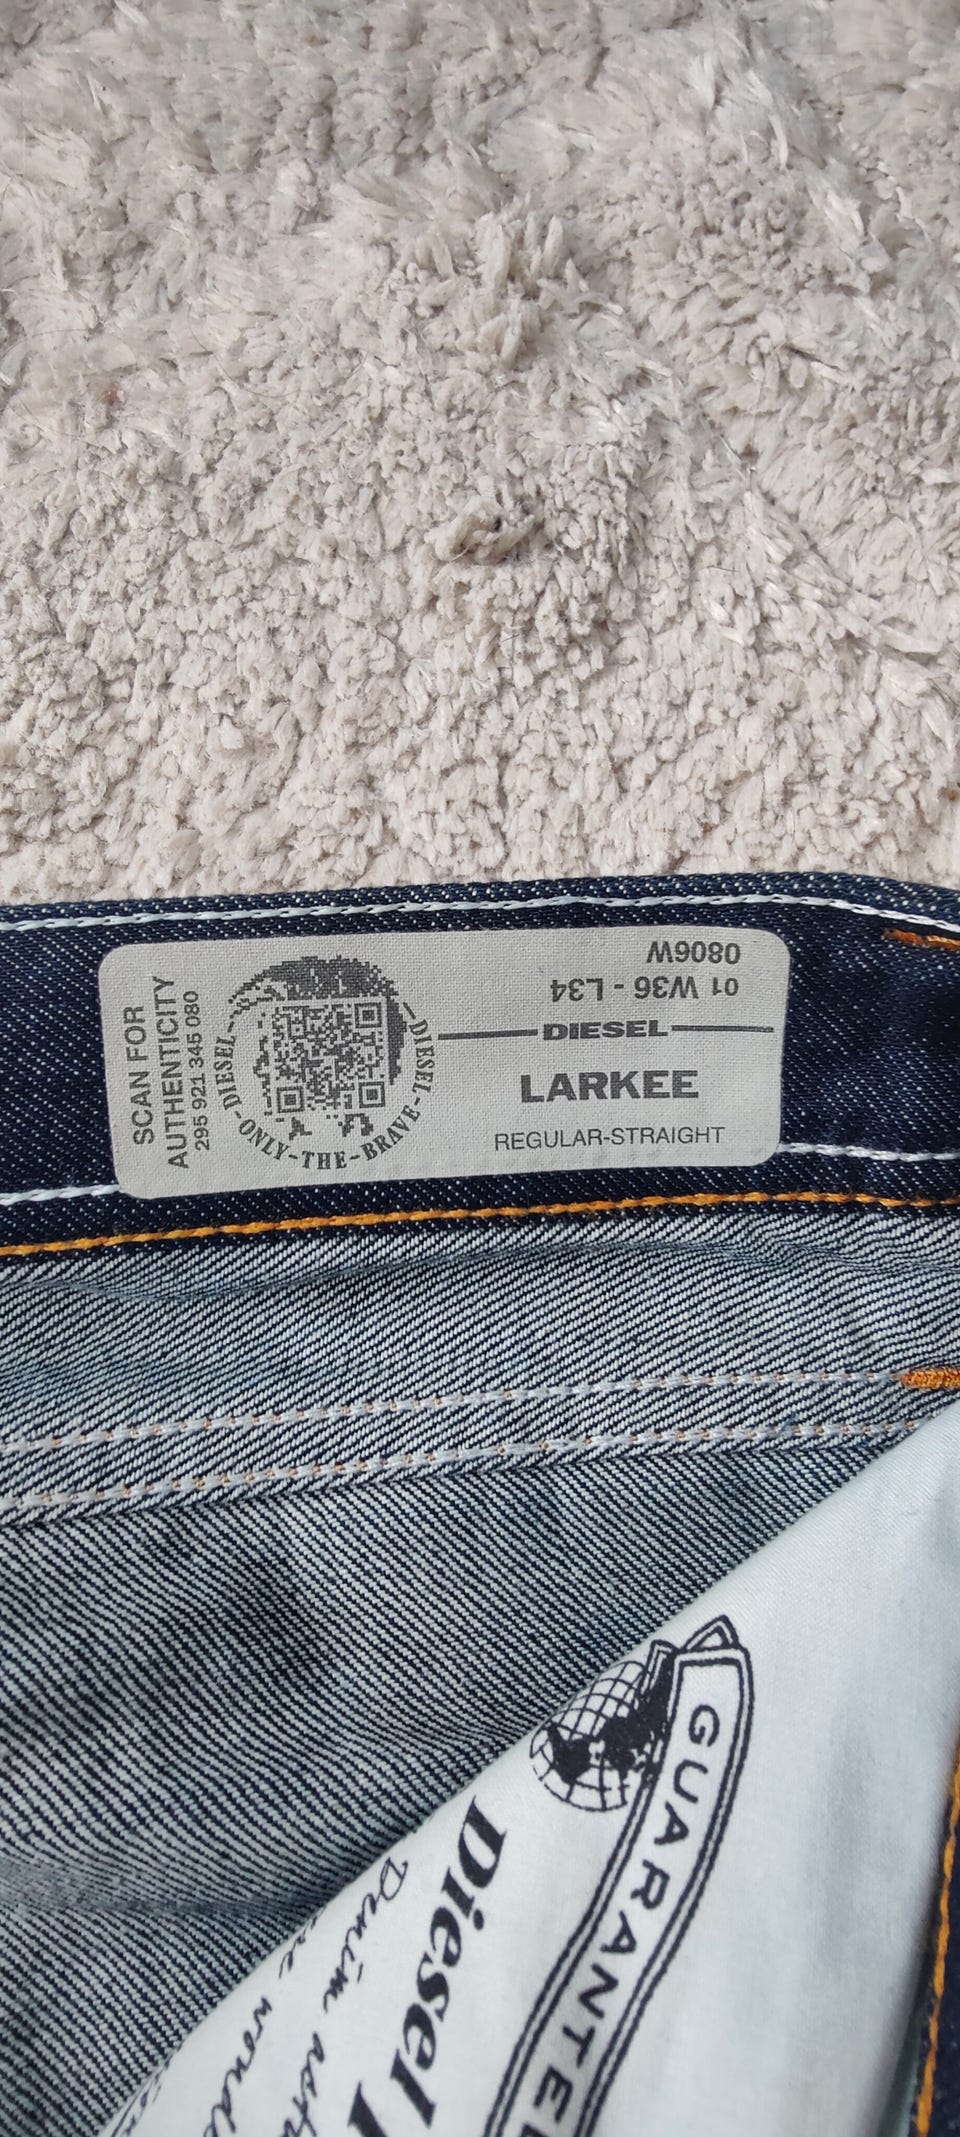 SCAN FOR
AUTHENTICITY
295 921 345 080
DIESEL-ONLY-THE-BRAVE-DIESEL
0806W
01 W36 - L34
DIESEL
LARKEE
REGULAR-STRAIGHT
GUARANTE
Diesel
Denim